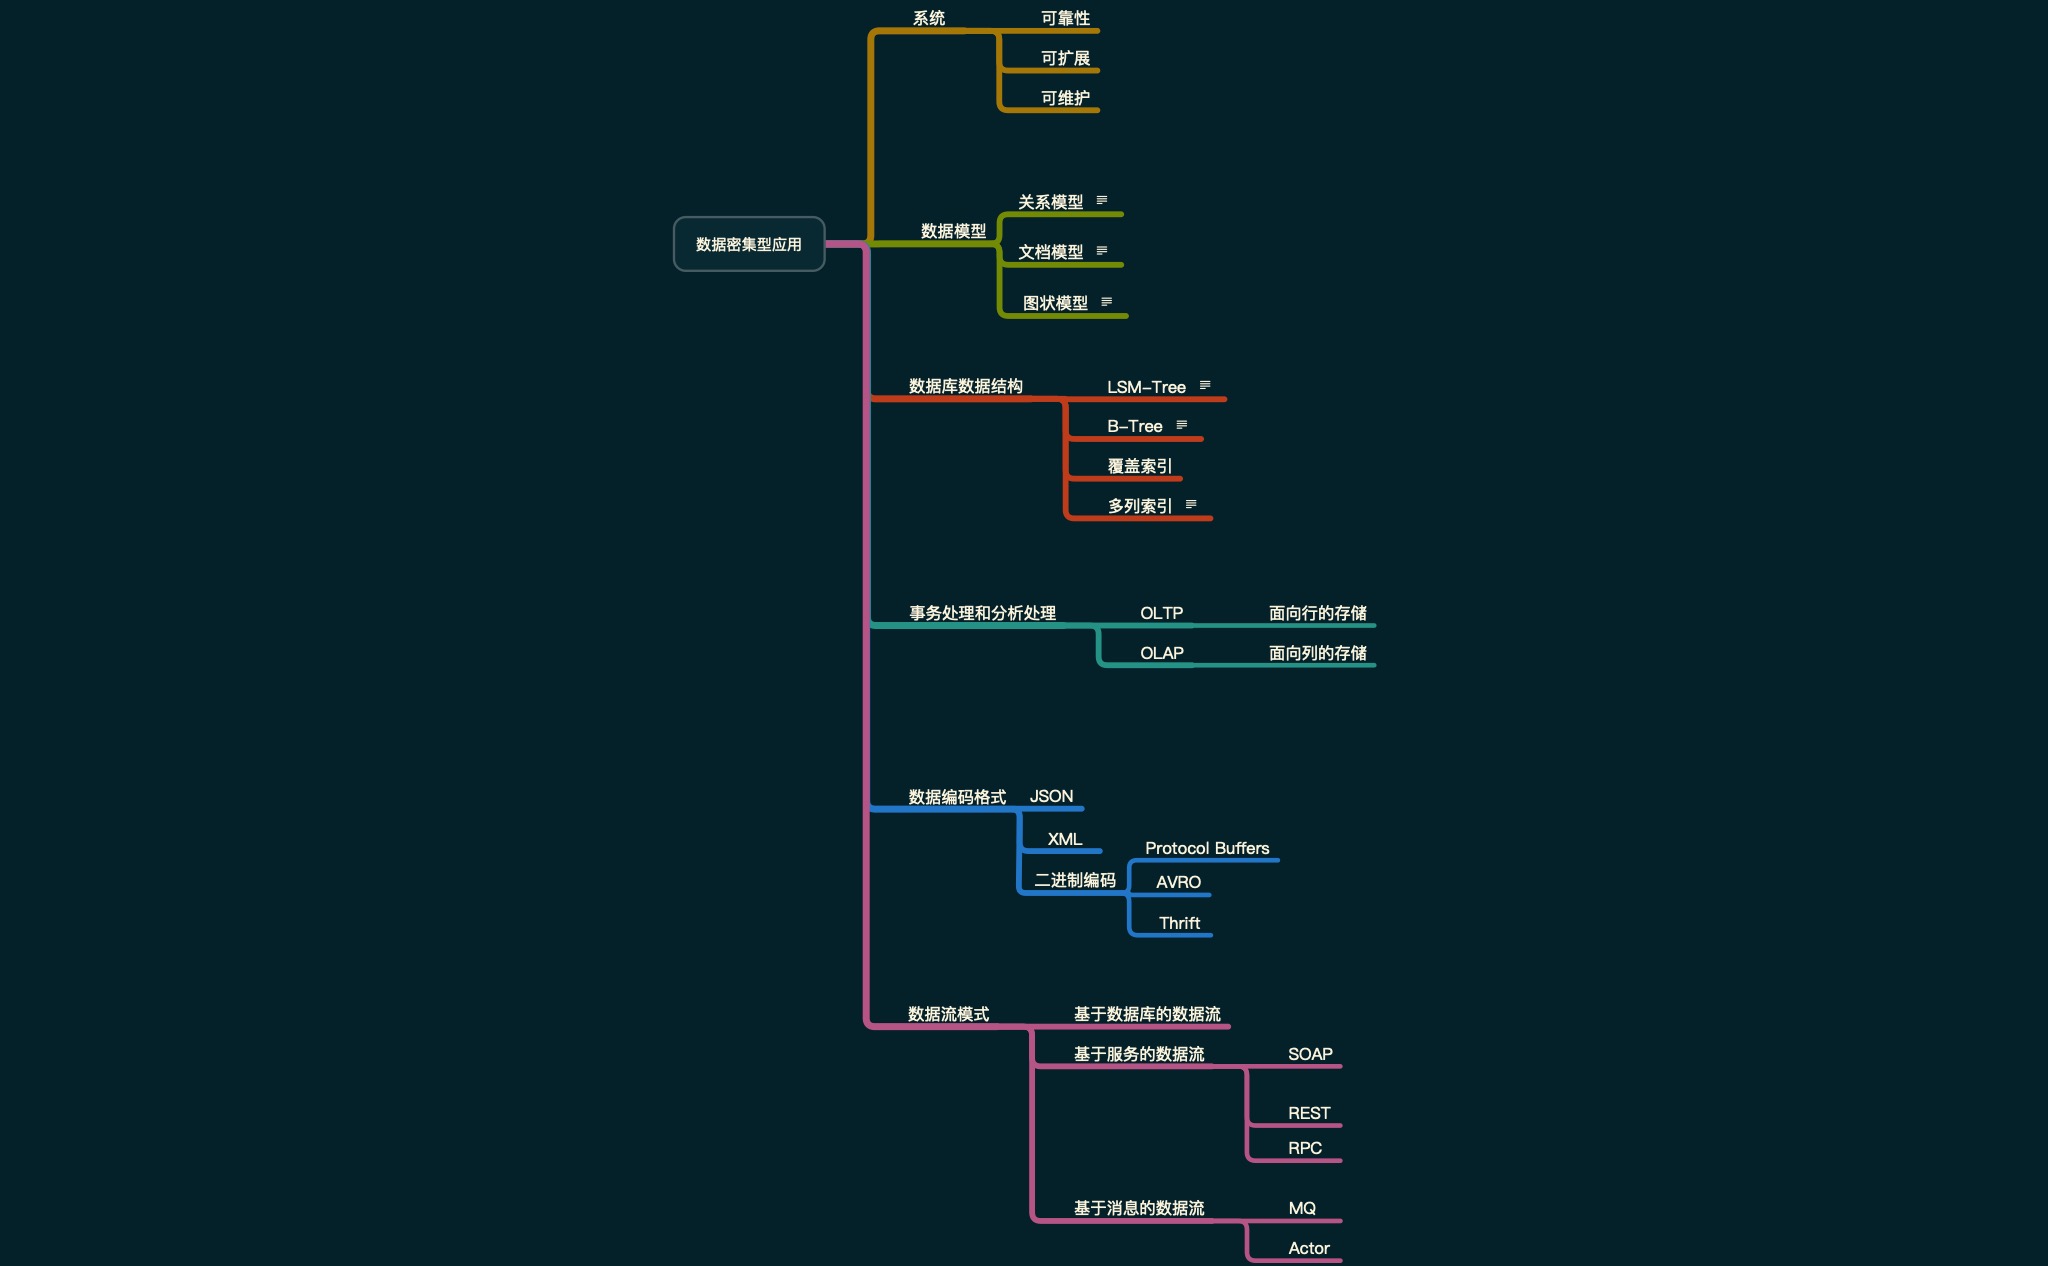 数据密集型应用
系统
可靠性
可扩展
可维护
数据模型
关系模型
文档模型
图状模型
数据库数据结构
LSM-Tree
B-Tree
覆盖索引
多列索引
事务处理和分析处理
OLTP
面向行的存储
OLAP
面向列的存储
数据编码格式
JSON
XML
二进制编码
Protocol Buffers
AVRO
Thrift
数据流模式
基于数据库的数据流
基于服务的数据流
SOAP
REST
RPC
基于消息的数据流
MQ
Actor